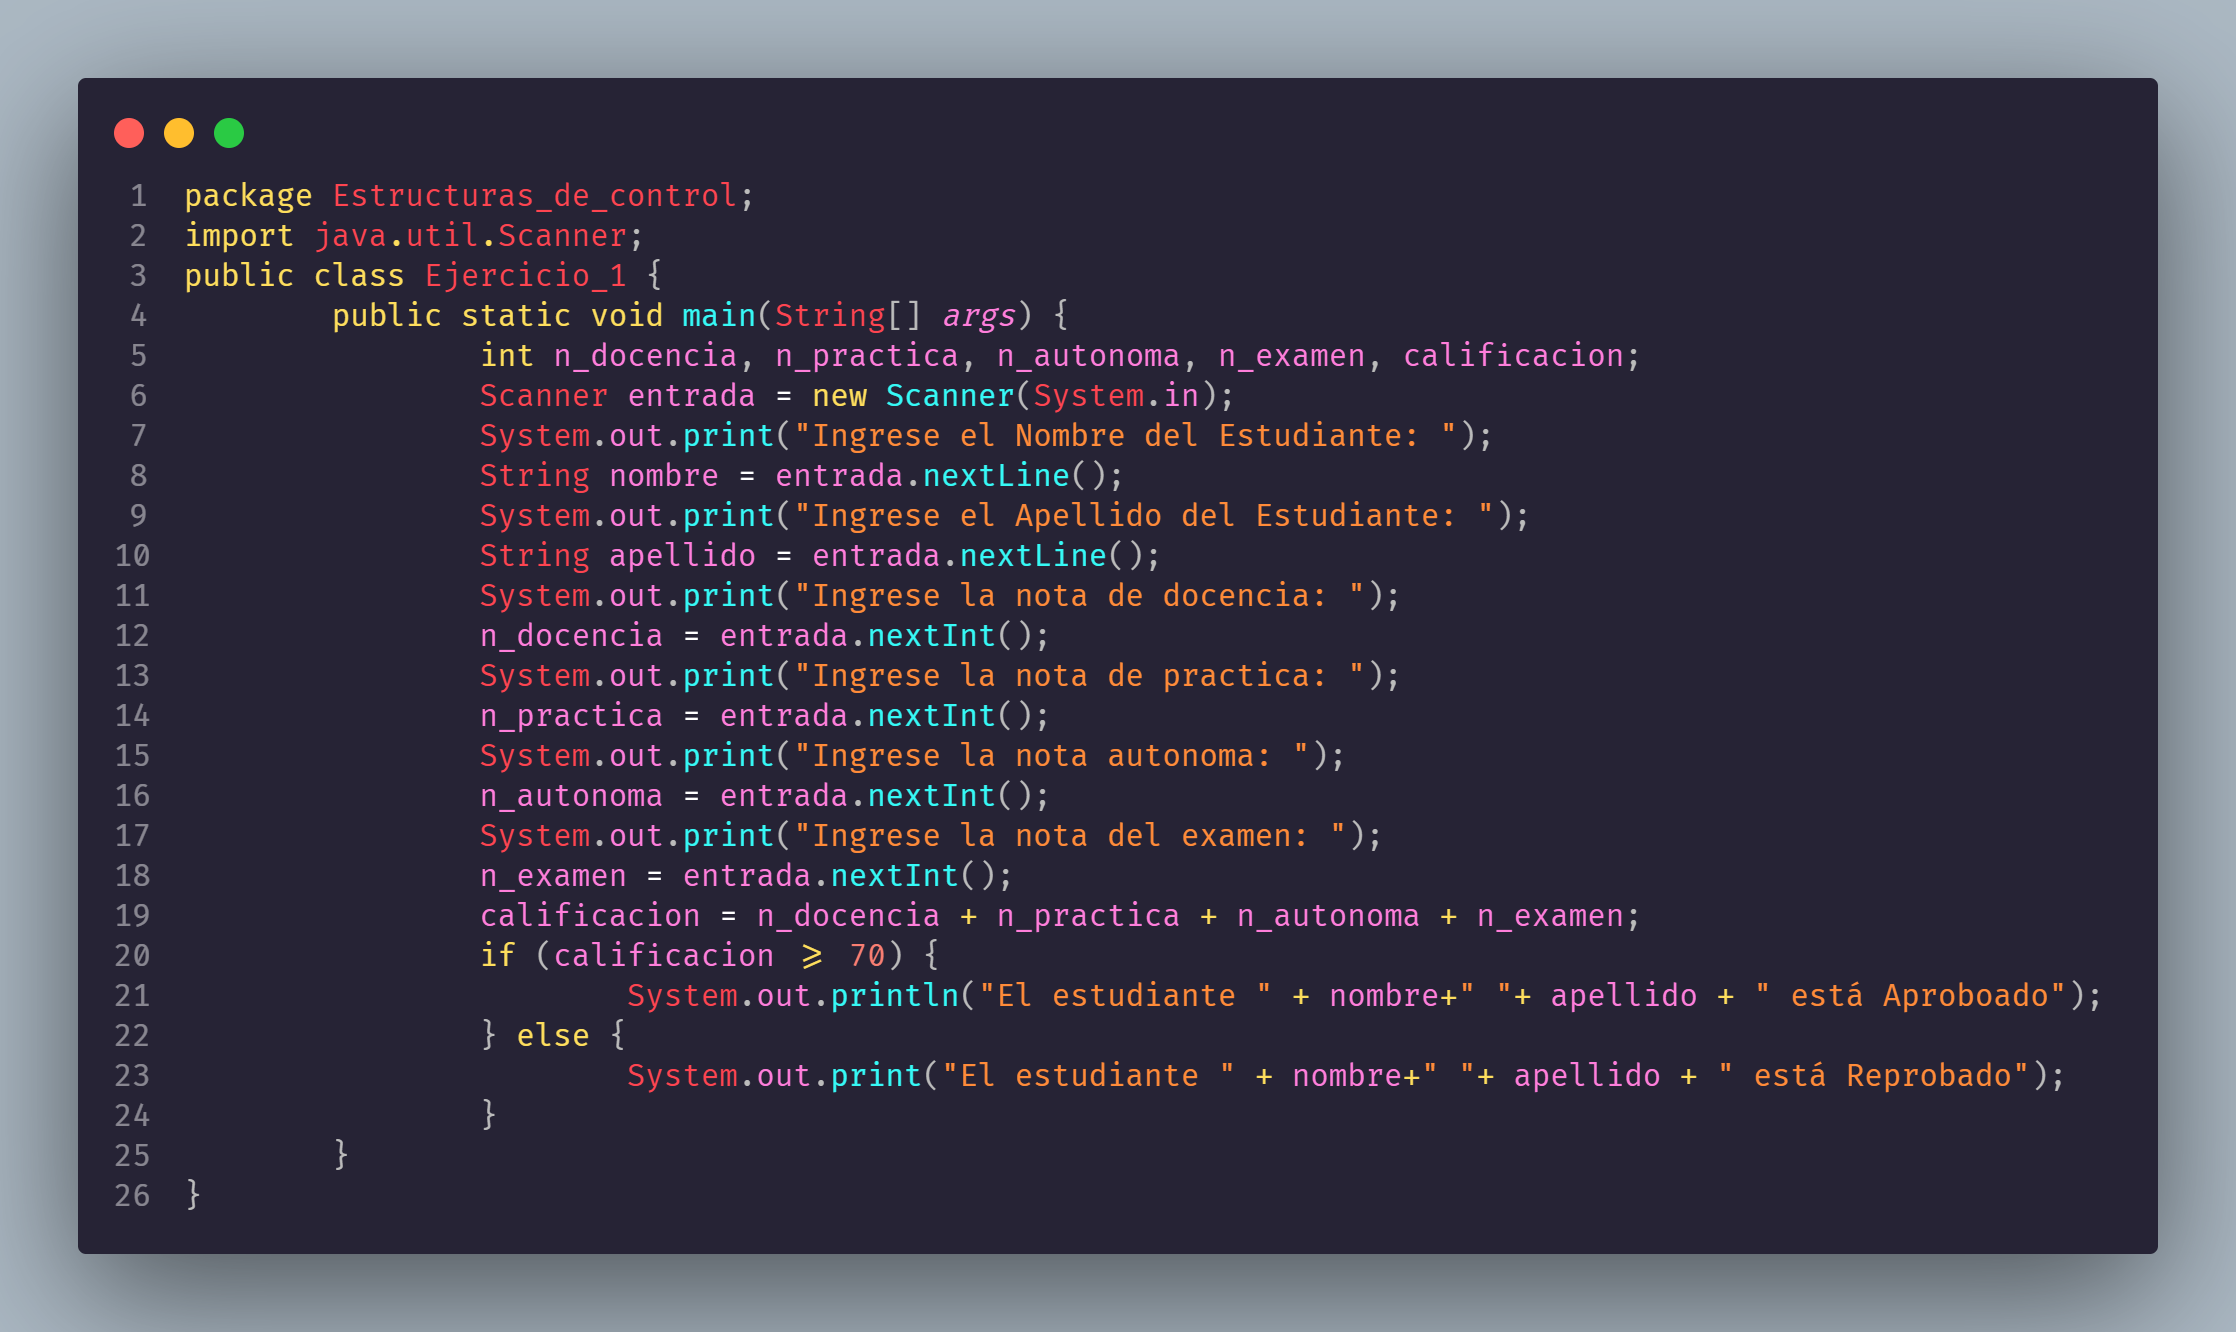 1 package Estructuras_de_control;
2 import java.util.Scanner;
3 public class Ejercicio_1 {
4 public static void main(String[] args) {
5 int n_docencia, n_practica, n_autonoma, n_examen, calificacion;
6 Scanner entrada = new Scanner(System.in);
7 System.out.print("Ingrese el Nombre del Estudiante: ");
8 String nombre = entrada.nextLine();
9 System.out.print("Ingrese el Apellido del Estudiante: ");
10 String apellido = entrada.nextLine();
11 System.out.print("Ingrese la nota de docencia: ");
12 n_docencia = entrada.nextInt();
13 System.out.print("Ingrese la nota de practica: ");
14 n_practica = entrada.nextInt();
15 System.out.print("Ingrese la nota autonoma: ");
16 n_autonoma = entrada.nextInt();
17 System.out.print("Ingrese la nota del examen: ");
18 n_examen = entrada.nextInt();
19 calificacion = n_docencia + n_practica + n_autonoma + n_examen;
20 if (calificacion >= 70) {
21 System.out.println("El estudiante " + nombre+" "+ apellido + " está Aproboado");
22 } else {
23 System.out.print("El estudiante " + nombre+" "+ apellido + " está Reprobado");
24 }
25 }
26 }